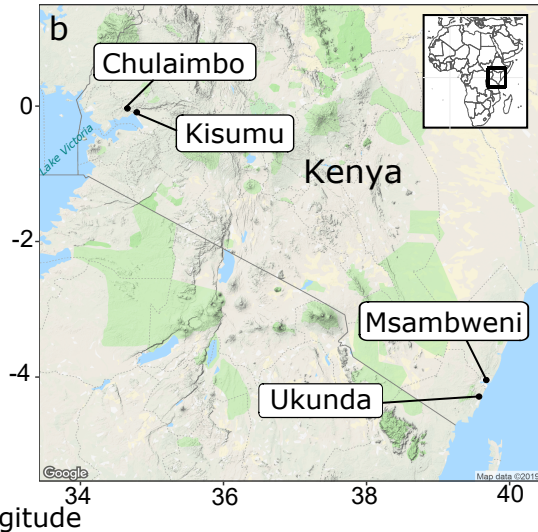 b
Chulaimbo
0
Kisumu
Lake Victoria
Kenya
-2
Msambweni
-4
Ukunda
Google
Map data ©2019
34
36
38
40
gitude